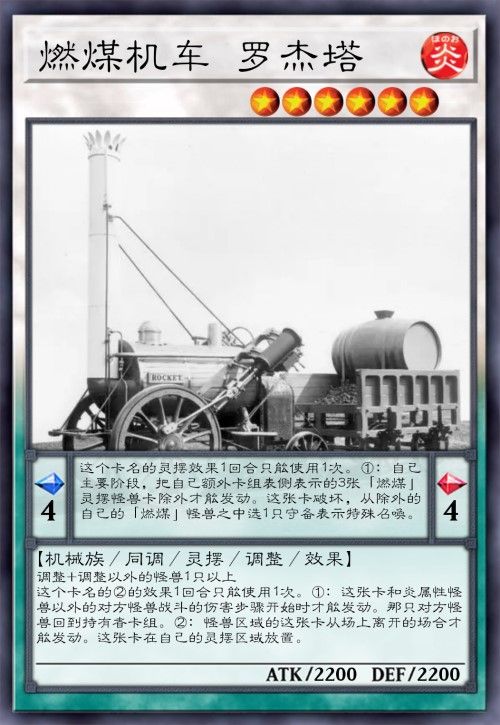 燃煤机车 罗杰塔
ほのお
炎
ROCKET
这个卡名的灵摆效果1回合只能使用1次。①：自己
主要阶段，把自己额外卡组表侧表示的3张「燃煤」
灵摆怪兽卡除外才能发动。这张卡破坏，从除外的
自己的「燃煤」怪兽之中选1只守备表示特殊召唤。
4
4
【机械族／同调／灵摆／调整／效果】
调整+调整以外的怪兽1只以上
这个卡名的②的效果1回合只能使用1次。①：这张卡和炎属性怪
兽以外的对方怪兽战斗的伤害步骤开始时才能发动。那只对方怪
兽回到持有者卡组。②：怪兽区域的这张卡从场上离开的场合才
能发动。这张卡在自己的灵摆区域放置。
ATK/2200 DEF/2200